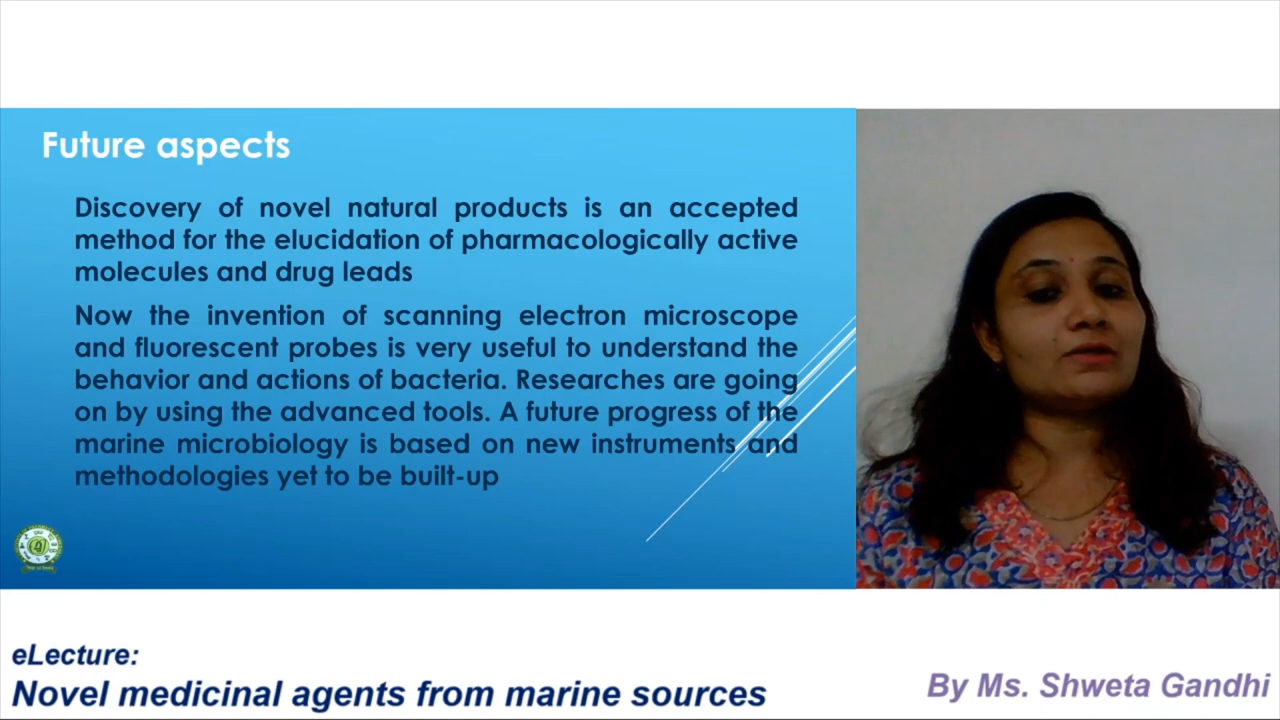 Future aspects
Discovery of novel natural products is an accepted
method for the elucidation of pharmacologically active
molecules and drug leads
Now the invention of scanning electron microscope
and fluorescent probes is very useful to understand the
behavior and actions of bacteria. Researches are going
on by using the advanced tools. A future progress of the
marine microbiology is based on new instruments and
methodologies yet to be built-up
eLecture:
Novel medicinal agents from marine sources
By Ms. Shweta Gandhi